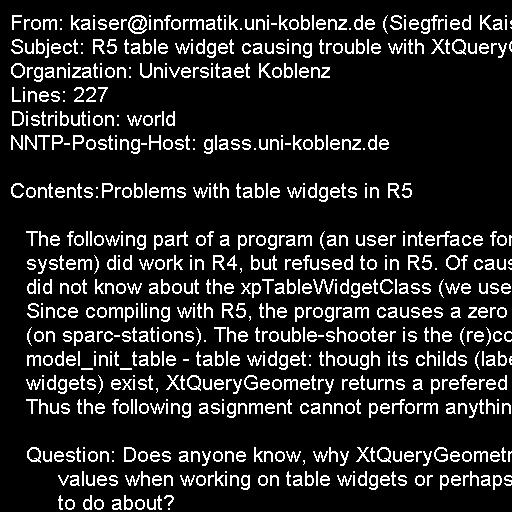 From: kaiser@informatik.uni-koblenz.de (Siegfried Kais
Subject: R5 table widget causing trouble with XtQuery
Organization: Universitaet Koblenz
Lines: 227
Distribution: world
NNTP-Posting-Host: glass.uni-koblenz.de
Contents:Problems with table widgets in R5
The following part of a program (an user interface for
system) did work in R4, but refused to in R5. Of caus
did not know about the xpTableWidgetClass (we use
Since compiling with R5, the program causes a zero
(on sparc-stations). The trouble-shooter is the (re)co
model_init_table - table widget: though its childs (labe
widgets) exist, XtQueryGeometry returns a prefered
Thus the following asignment cannot perform anythin
Question: Does anyone know, why XtQueryGeometr
values when working on table widgets or perhaps
to do about?